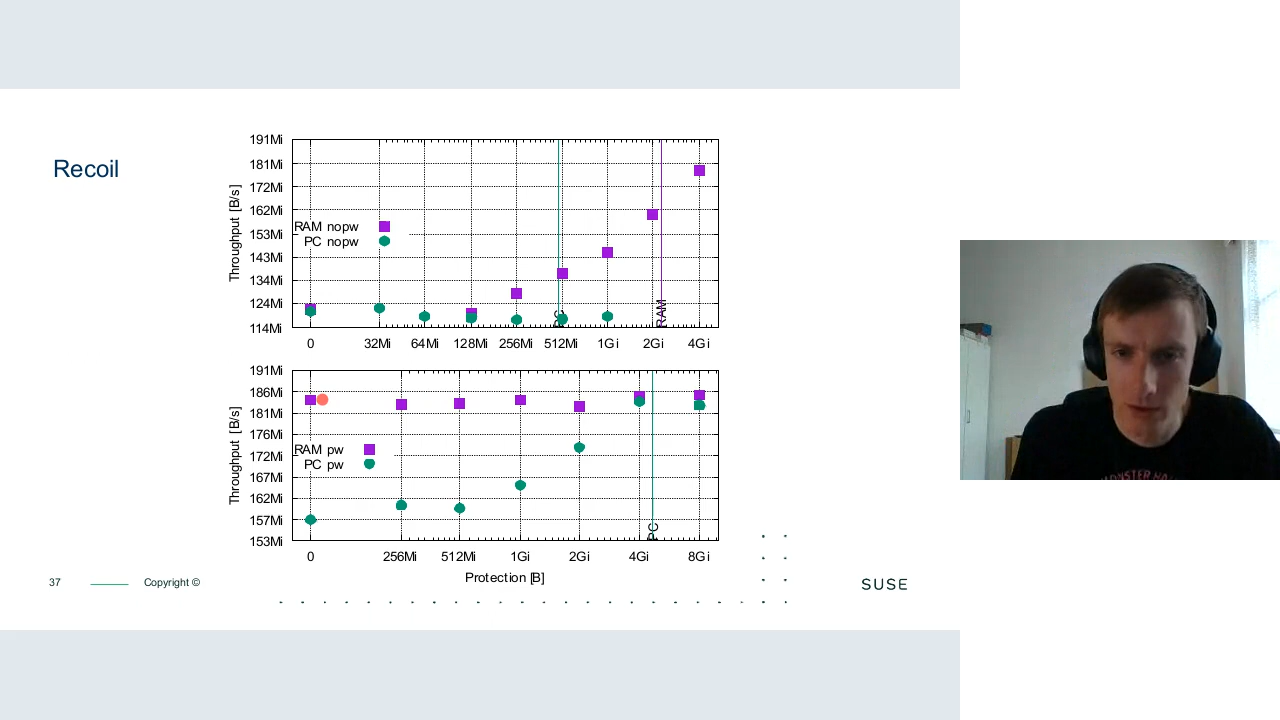 Recoil
191Mi
181Mi
172Mi
162Mi
153Mi
143Mi
134Mi
124Mi
114Mi
Throughput [B/s]
RAM nopw
PC nopw
PC
RAM
0 32Mi 64Mi 128Mi 256Mi 512Mi 1Gi 2Gi 4Gi
191Mi
186Mi
181Mi
176Mi
172Mi
167Mi
162Mi
157Mi
153Mi
Throughput [B/s]
RAM pw
PC pw
PC
0 256Mi 512Mi 1Gi 2Gi 4Gi 8Gi
Protection [B]
37 Copyright ©
SUSE